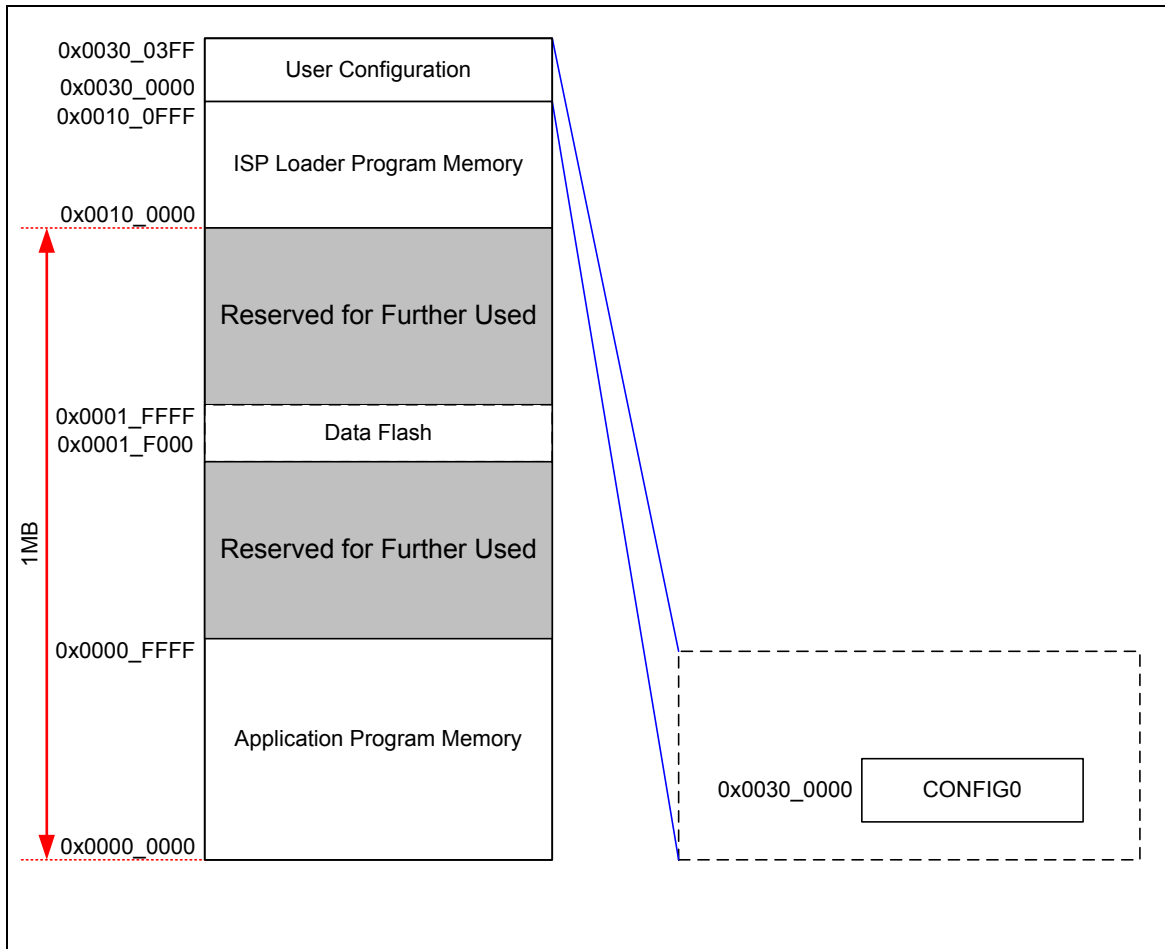 0x0030_03FF
User Configuration
0x0030_0000
0x0010_0FFF
ISP Loader Program Memory
0x0010_0000
Reserved for Further Used
0x0001_FFFF
Data Flash
0x0001_F000
1MB
Reserved for Further Used
0x0000_FFFF
Application Program Memory
0x0000_0000
0x0030_0000
CONFIG0